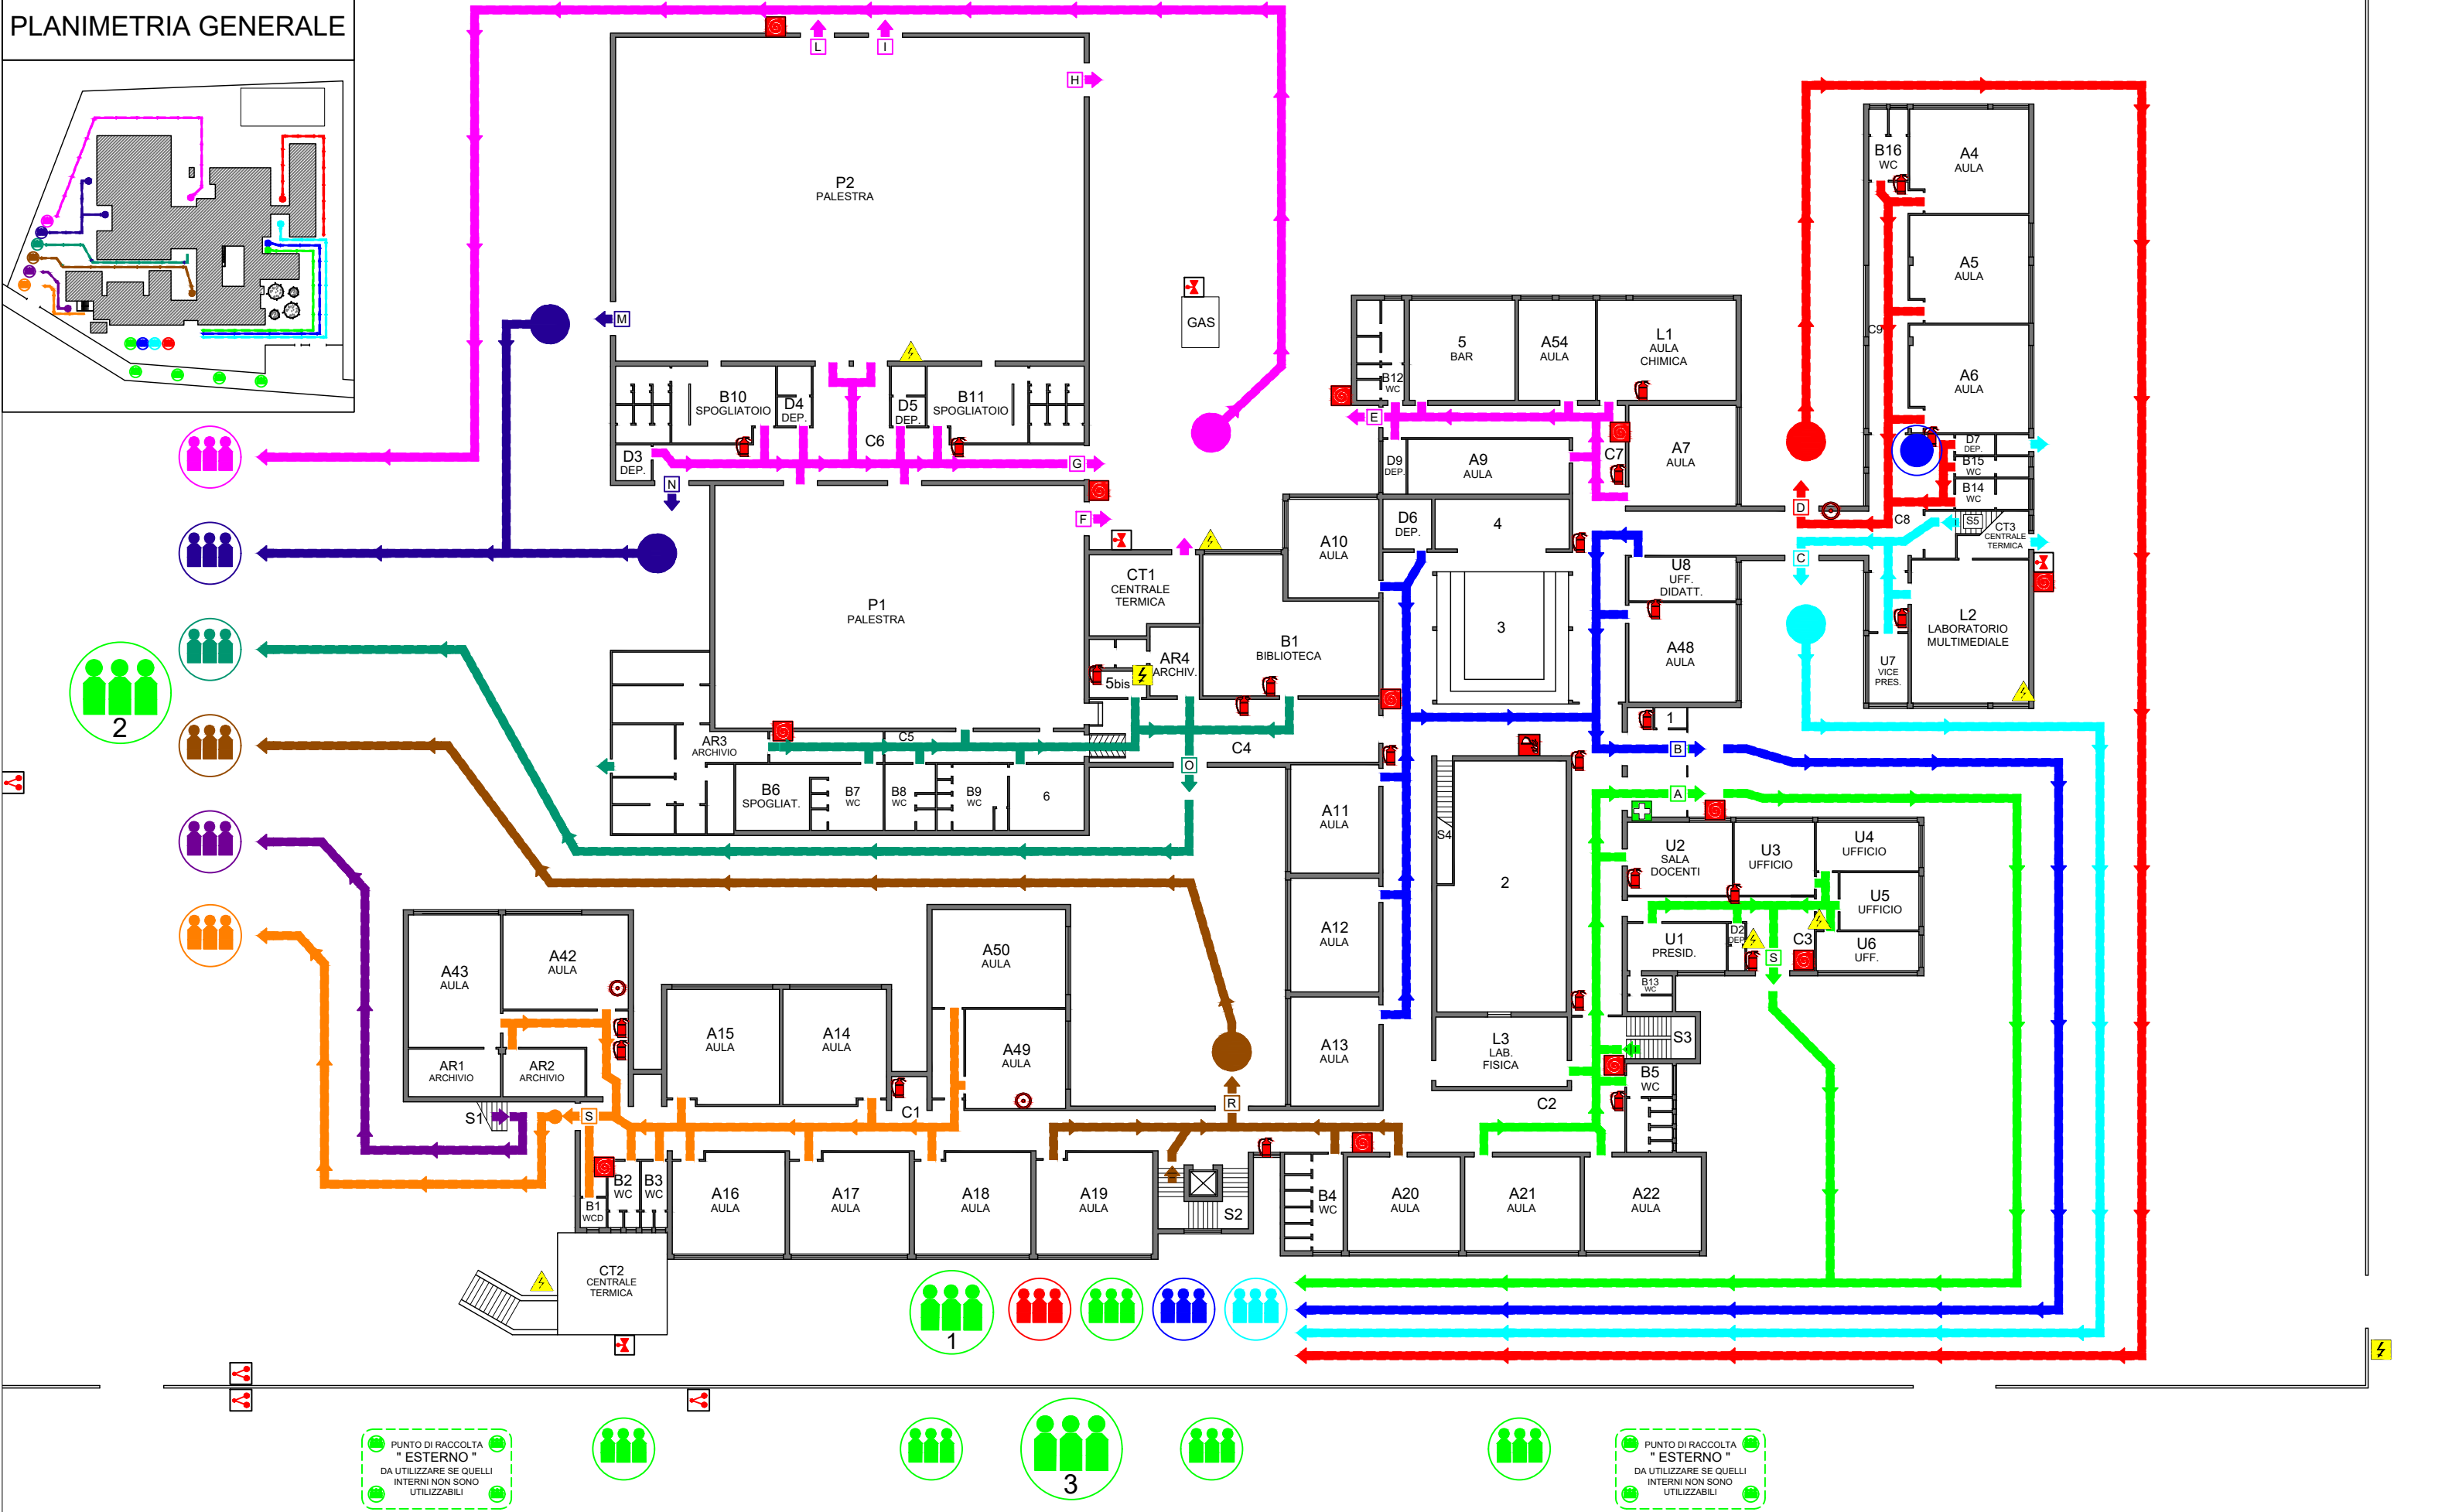 PLANIMETRIA GENERALE
L
I
H
P2
PALESTRA
M
GAS
B10
SPOGLIATOIO
D4
DEP.
D5
DEP.
B11
SPOGLIATOIO
C6
D3
DEP.
G
N
F
P1
PALESTRA
CT1
CENTRALE
TERMICA
AR4
ARCHIV.
5bis
B1
BIBLIOTECA
A10
AULA
AR3
ARCHIVIO
C5
C4
O
B6
SPOGLIAT.
B7
WC
B8
WC
B9
WC
6
B12
WC
5
BAR
A54
AULA
L1
AULA
CHIMICA
E
D9
DEP.
A9
AULA
C7
A7
AULA
D6
DEP.
4
3
U8
UFF.
DIDATT.
A48
AULA
1
B
A
B16
WC
A4
AULA
A5
AULA
C9
A6
AULA
D7
DEP.
B15
WC
B14
WC
D
C8
S5
CT3
CENTRALE
TERMICA
C
U7
VICE
PRES.
L2
LABORATORIO
MULTIMEDIALE
2
A11
AULA
A12
AULA
A13
AULA
S4
2
L3
LAB.
FISICA
C2
U2
SALA
DOCENTI
U3
UFFICIO
U4
UFFICIO
U5
UFFICIO
U6
UFF.
U1
PRESID.
D2
DEP.
C3
S
B13
WC
S3
B5
WC
A43
AULA
A42
AULA
AR1
ARCHIVIO
AR2
ARCHIVIO
S1
S
A15
AULA
A14
AULA
C1
A50
AULA
A49
AULA
R
B1
WCD
B2
WC
B3
WC
A16
AULA
A17
AULA
A18
AULA
A19
AULA
S2
B4
WC
A20
AULA
A21
AULA
A22
AULA
CT2
CENTRALE
TERMICA
1
3
PUNTO DI RACCOLTA
" ESTERNO "
DA UTILIZZARE SE QUELLI
INTERNI NON SONO
UTILIZZABILI
PUNTO DI RACCOLTA
" ESTERNO "
DA UTILIZZARE SE QUELLI
INTERNI NON SONO
UTILIZZABILI